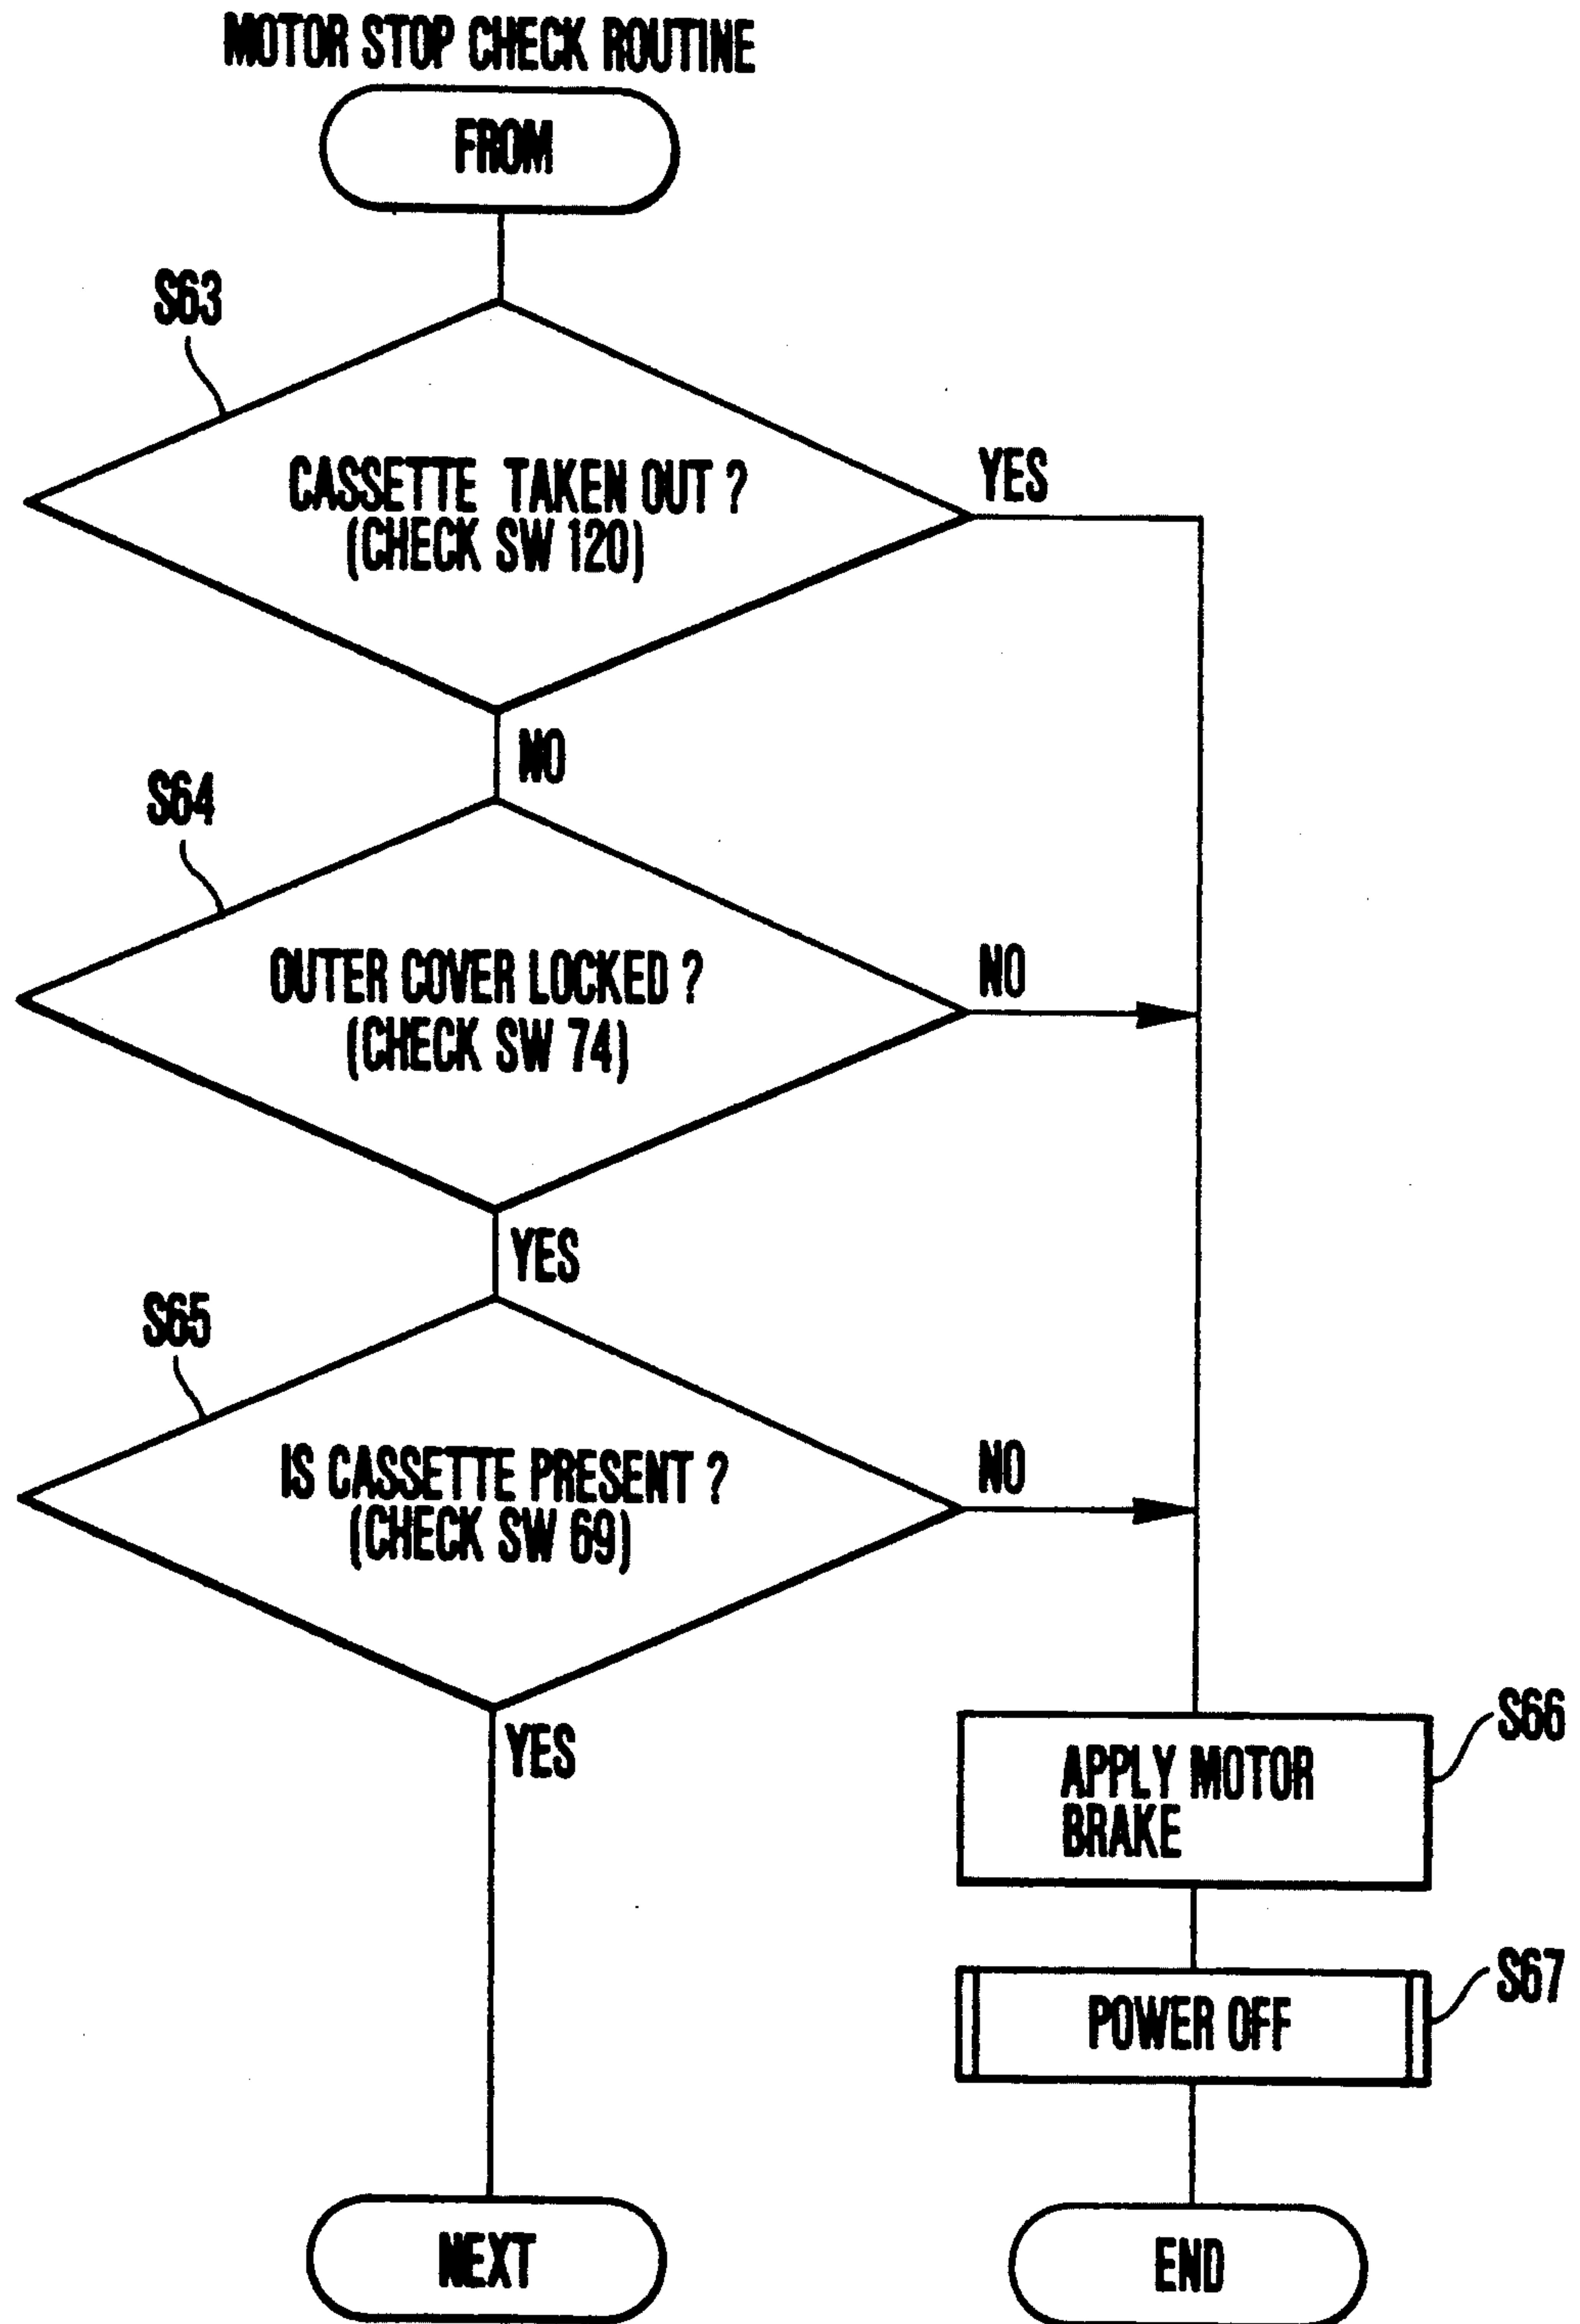 MOTOR STOP CHECK ROUTINE
FROM
S63
CASSETTE TAKEN OUT ?
(CHECK SW 120)
YES
NO
S64
OUTER COVER LOCKED ?
(CHECK SW 74)
NO
YES
S65
IS CASSETTE PRESENT ?
(CHECK SW 69)
NO
YES
S66
APPLY MOTOR
BRAKE
S67
POWER OFF
NEXT
END